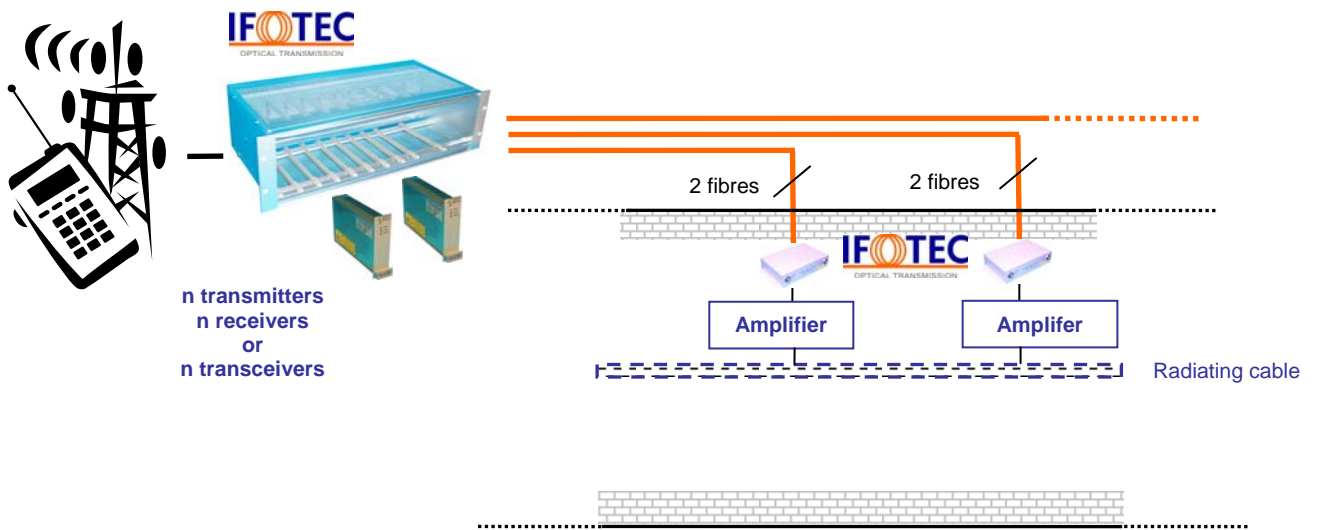 IFOTEC
OPTICAL TRANSMISSION
2 fibres
2 fibres
IFOTEC
OPTICAL TRANSMISSION
n transmitters
n receivers
or
n transceivers
Amplifier
Amplifer
Radiating cable